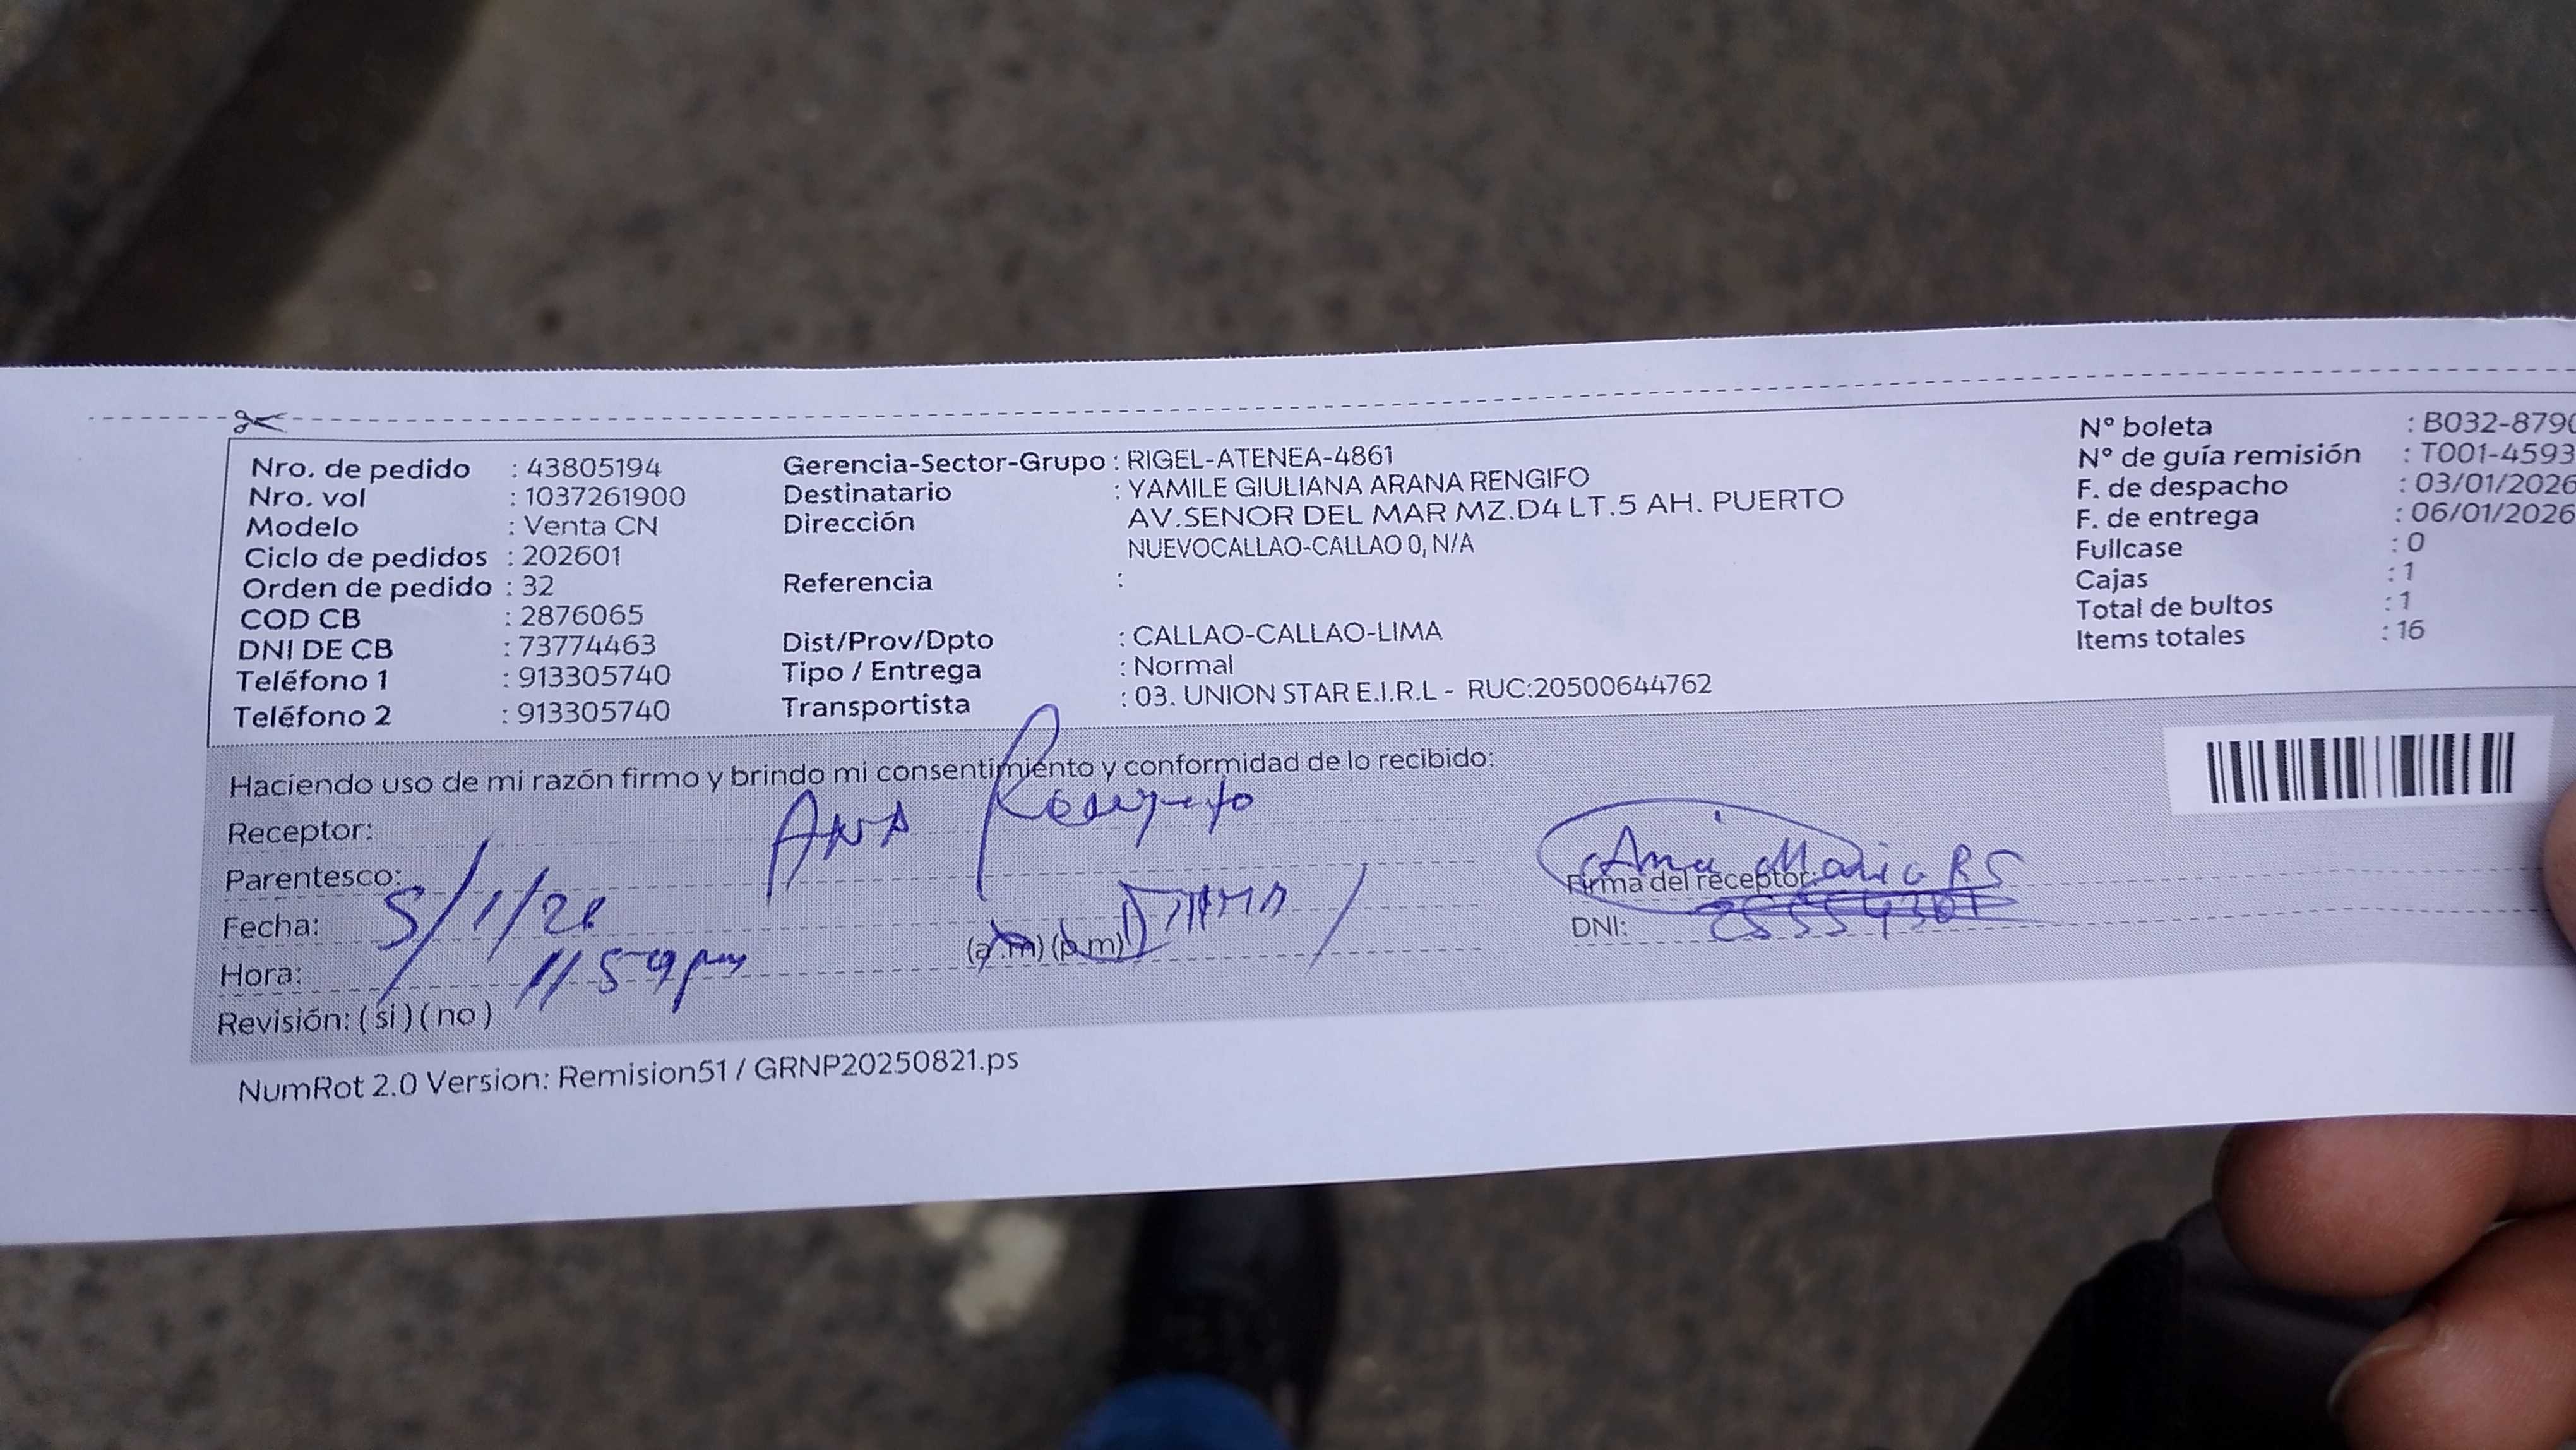 Nro. de pedido : 43805194
Nro. vol : 1037261900
Modelo : Venta CN
Ciclo de pedidos : 202601
Orden de pedido : 32
COD CB : 2876065
DNI DE CB : 73774463
Teléfono 1 : 913305740
Teléfono 2 : 913305740
Gerencia-Sector-Grupo : RIGEL-ATENEA-4861
Destinatario : YAMILE GIULIANA ARANA RENGIFO
Dirección AV.SENOR DEL MAR MZ.D4 LT.5 AH. PUERTO
NUEVOCALLAO-CALLAO 0, N/A
Referencia :
Dist/Prov/Dpto : CALLAO-CALLAO-LIMA
Tipo / Entrega : Normal
Transportista : 03. UNION STAR E.I.R.L - RUC:20500644762
N° boleta : B032-8790
N° de guía remisión : T001-4593
F. de despacho : 03/01/2026
F. de entrega : 06/01/2026
Fullcase : 0
Cajas : 1
Total de bultos : 1
Items totales : 16
Haciendo uso de mi razón firmo y brindo mi consentimiento y conformidad de lo recibido:
Receptor: ANA
Parentesco:
Fecha: 5/1/26
Hora: 11 59 pm (a.m) (p.m)
Revisión: ( si ) ( no )
Ana Maria RS
Firma del receptor:
DNI:
NumRot 2.0 Version: Remision51 / GRNP20250821.ps